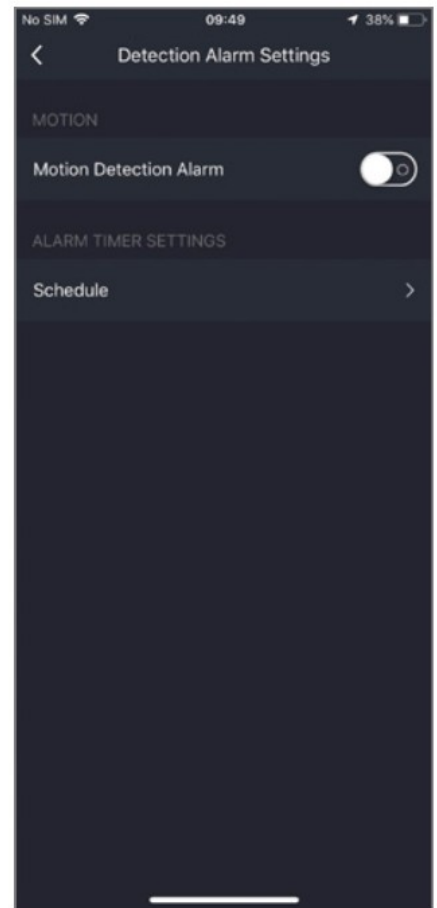 No SIM 09:49 38%
Detection Alarm Settings
MOTION
Motion Detection Alarm
ALARM TIMER SETTINGS
Schedule